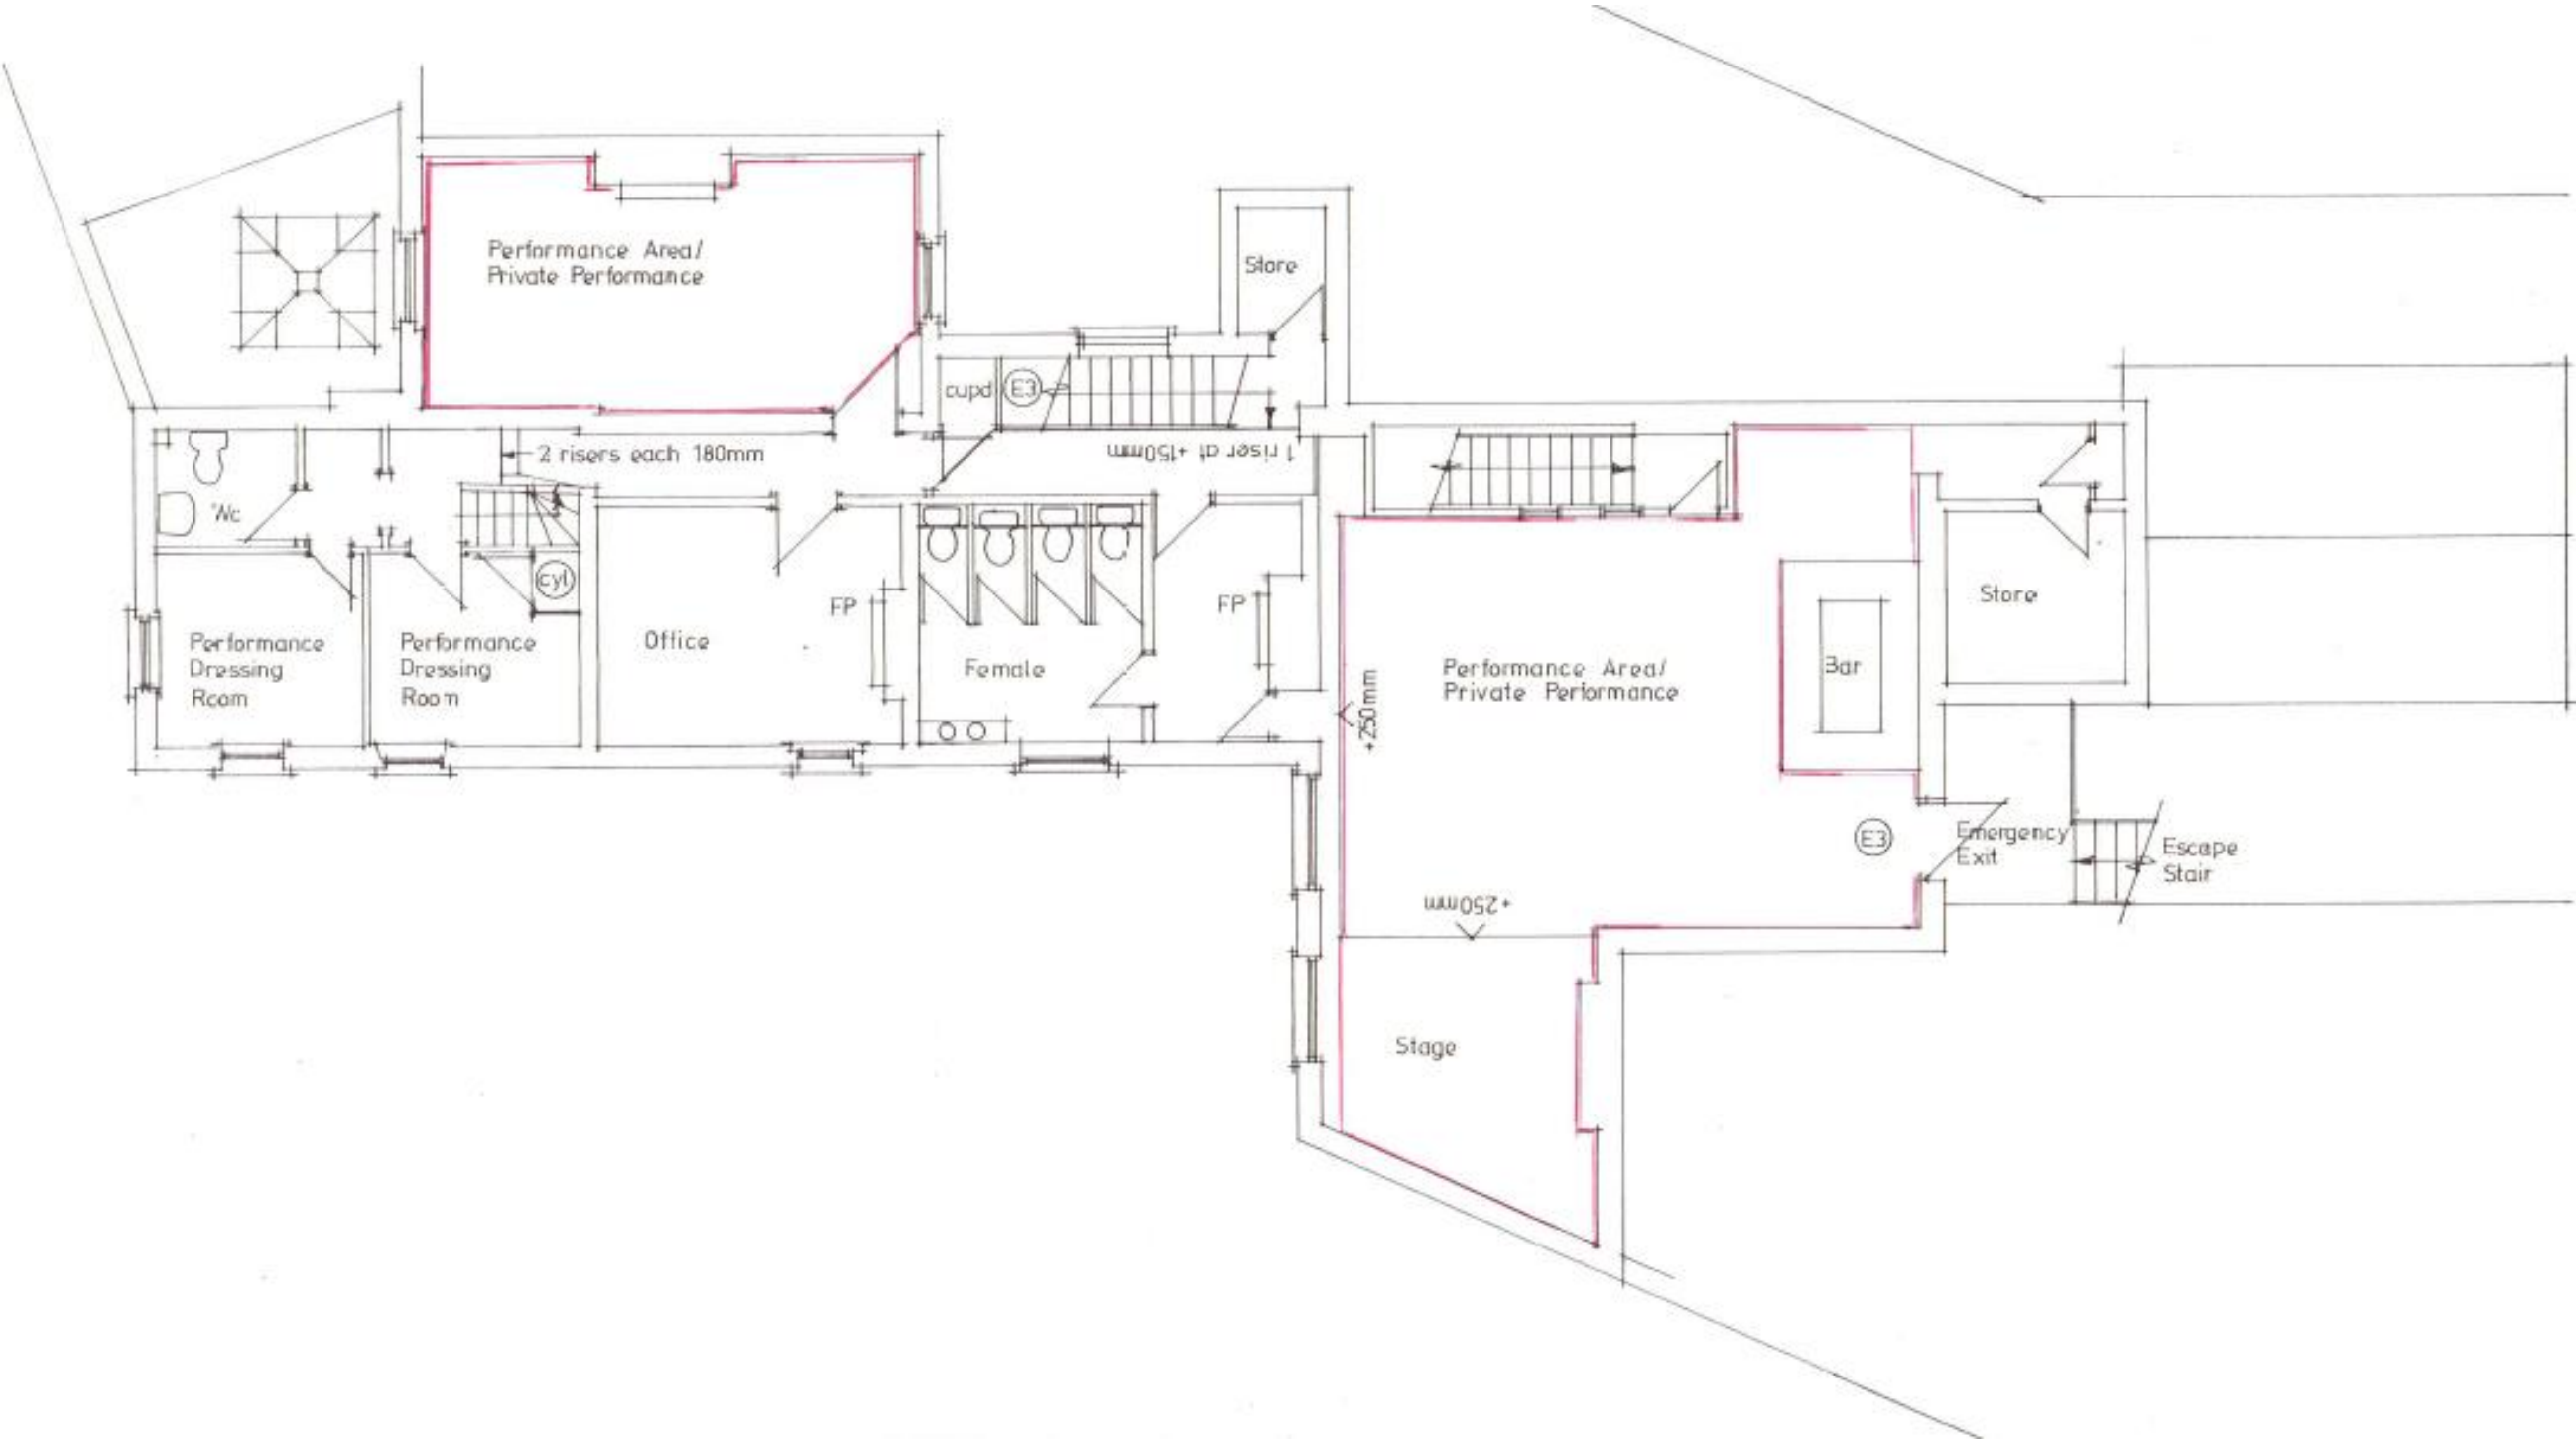 Performance Area/
Private Performance
Store
cupd
E3
2 risers each 180mm
1 riser at +150mm
Wc
cyl
FP
FP
Store
Performance
Dressing
Room
Performance
Dressing
Room
Office
Female
+250mm
Performance Area/
Private Performance
Bar
E3
Emergency
Exit
Escape
Stair
+250mm
Stage